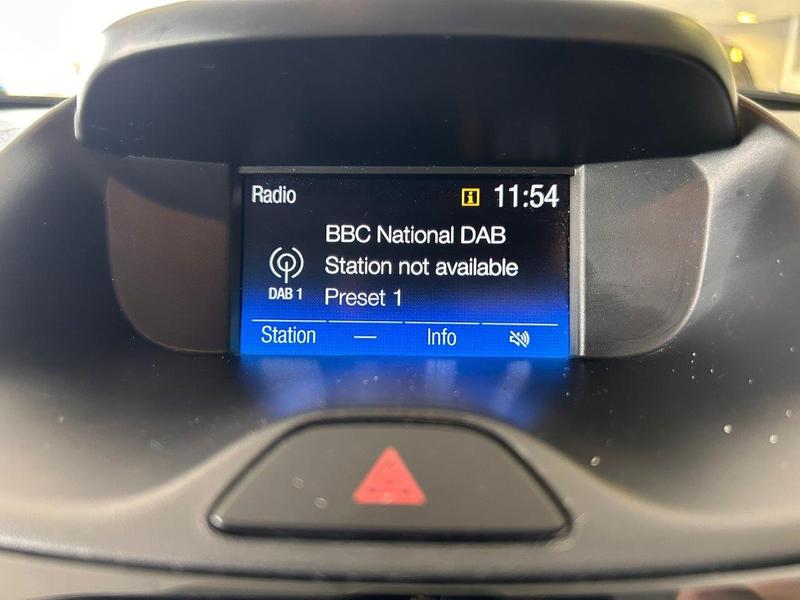 Radio i 11:54
BBC National DAB
Station not available
DAB 1 Preset 1
Station — Info